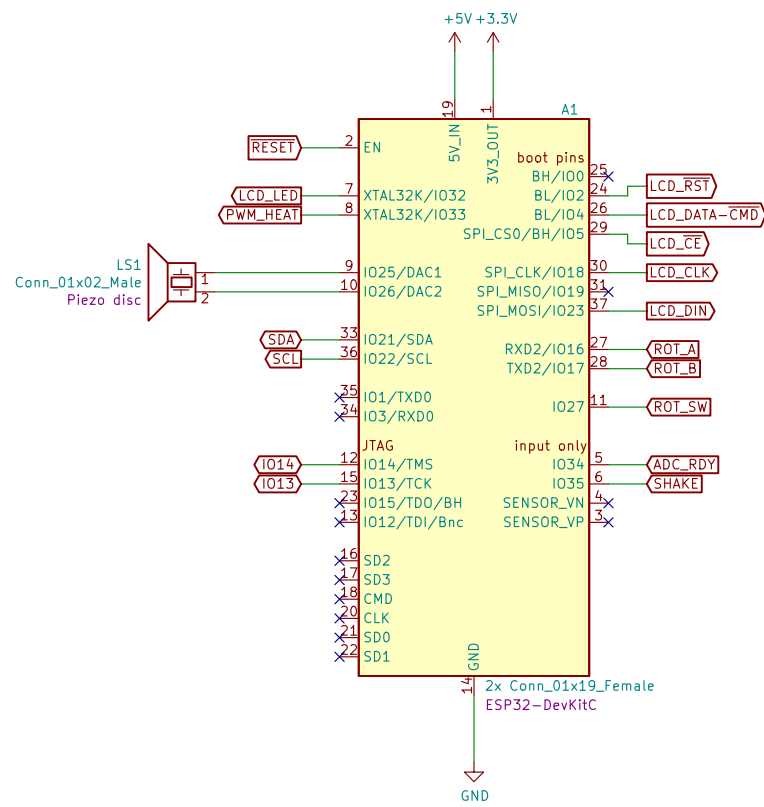 +5V +3.3V
A1
19 1
5V_IN 3V3_OUT
RESET 2 EN
boot pins
BH/IO0 25
LCD_LED 7 XTAL32K/IO32
BL/IO2 24 LCD_RST
PWM_HEAT 8 XTAL32K/IO33
BL/IO4 26 LCD_DATA-CMD
SPI_CS0/BH/IO5 29 LCD_CE
LS1
Conn_01x02_Male
Piezo disc
1
2
9 IO25/DAC1
SPI_CLK/IO18 30 LCD_CLK
10 IO26/DAC2
SPI_MISO/IO19 31
SPI_MOSI/IO23 37 LCD_DIN
SDA 33 IO21/SDA
RXD2/IO16 27 ROT_A
SCL 36 IO22/SCL
TXD2/IO17 28 ROT_B
35 IO1/TXD0
IO27 11 ROT_SW
34 IO3/RXD0
JTAG
input only
IO14 12 IO14/TMS
IO34 5 ADC_RDY
IO13 15 IO13/TCK
IO35 6 SHAKE
23 IO15/TDO/BH
SENSOR_VN 4
13 IO12/TDI/Bnc
SENSOR_VP 3
16 SD2
17 SD3
18 CMD
20 CLK
21 SD0
22 SD1
GND
14
2x Conn_01x19_Female
ESP32-DevKitC
GND